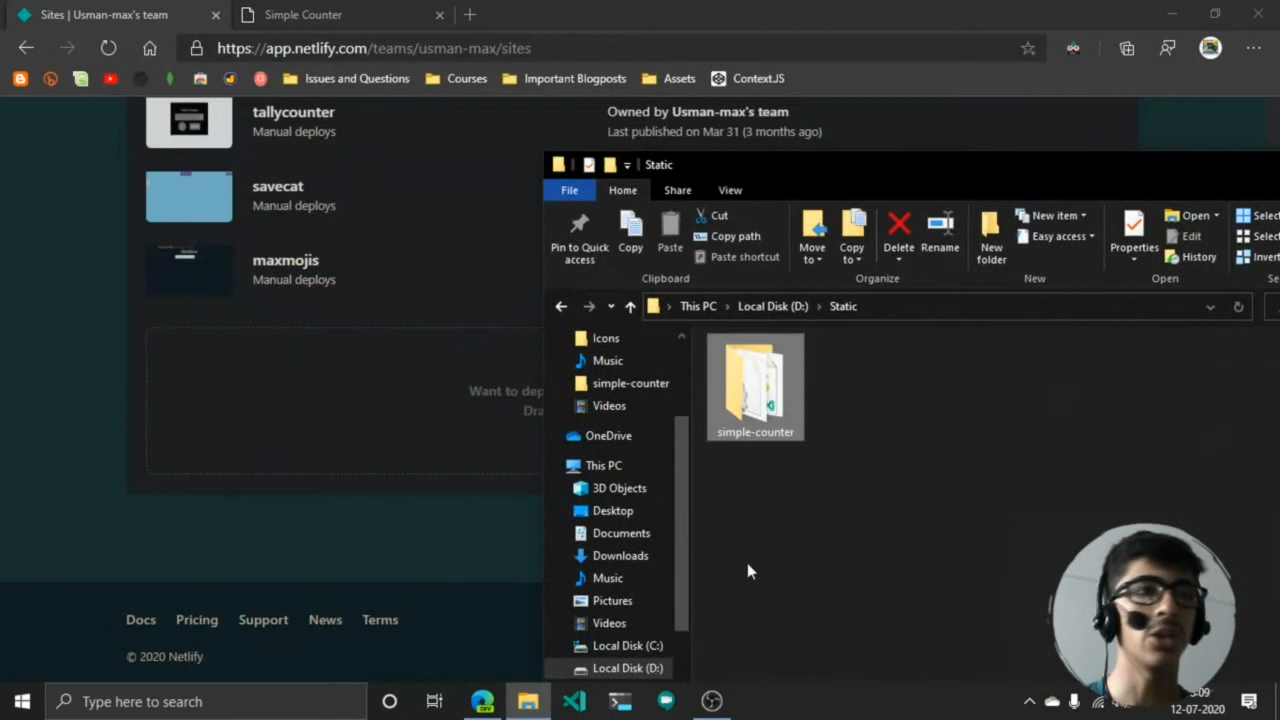 Sites | Usman-max's team
Simple Counter
https://app.netlify.com/teams/usman-max/sites
Issues and Questions
Courses
Important Blogposts
Assets
ContextJS
tallycounter
Manual deploys
Owned by Usman-max's team
Last published on Mar 31 (3 months ago)
savecat
Manual deploys
maxmojis
Manual deploys
Want to dep
Dra
Docs
Pricing
Support
News
Terms
© 2020 Netlify
Static
File
Home
Share
View
Pin to Quick
access
Copy
Paste
Cut
Copy path
Paste shortcut
Clipboard
Move
to
Copy
to
Delete
Rename
Organize
New
folder
New item
Easy access
New
Properties
Open
Edit
History
Open
Selec
Selec
Inver
Se
This PC
Local Disk (D:)
Static
Icons
Music
simple-counter
Videos
OneDrive
This PC
3D Objects
Desktop
Documents
Downloads
Music
Pictures
Videos
Local Disk (C:)
Local Disk (D:)
simple-counter
Type here to search
DEV
12-07-2020